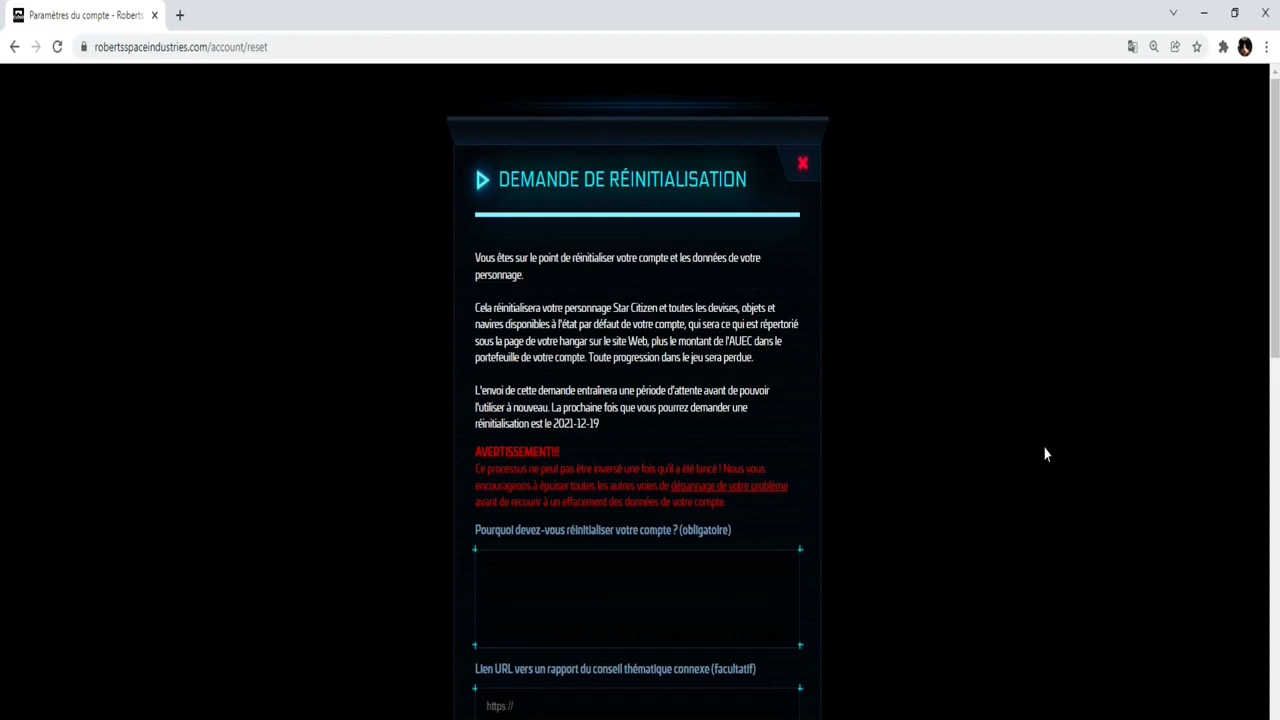 Paramètres du compte - Roberts
robertsspaceindustries.com/account/reset
DEMANDE DE RÉINITIALISATION
Vous êtes sur le point de réinitialiser votre compte et les données de votre
personnage.
Cela réinitialisera votre personnage Star Citizen et toutes les devises, objets et
navires disponibles à l'état par défaut de votre compte, qui sera ce qui est répertorié
sous la page de votre hangar sur le site Web, plus le montant de l'AUEC dans le
portefeuille de votre compte. Toute progression dans le jeu sera perdue.
L'envoi de cette demande entraînera une période d'attente avant de pouvoir
l'utiliser à nouveau. La prochaine fois que vous pourrez demander une
réinitialisation est le 2021-12-19
AVERTISSEMENT!!!
Ce processus ne peut pas être inversé une fois qu'il a été lancé ! Nous vous
encourageons à épuiser toutes les autres voies de dépannage de votre problème
avant de recourir à un effacement des données de votre compte.
Pourquoi devez-vous réinitialiser votre compte ? (obligatoire)
Lien URL vers un rapport du conseil thématique connexe (facultatif)
https://